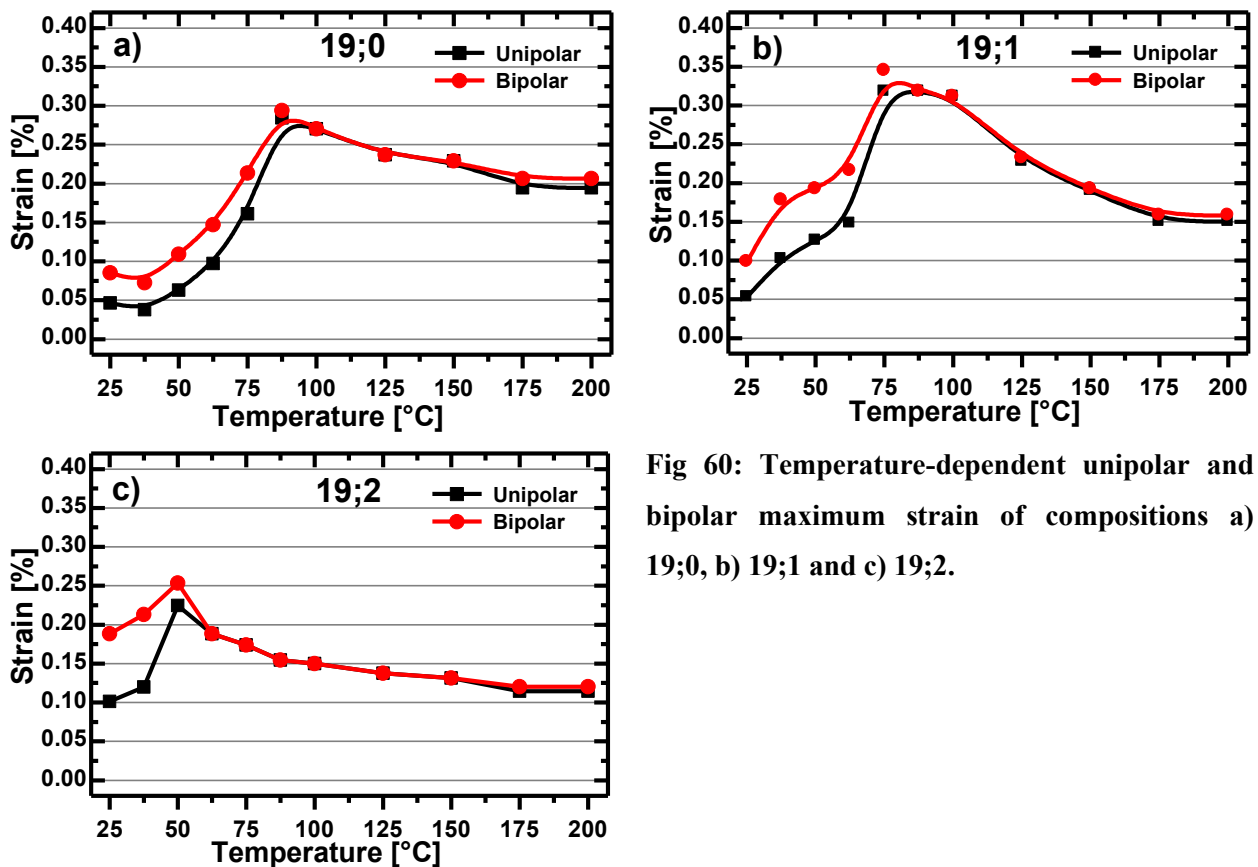 a) 19;0
Unipolar
Bipolar
Strain [%]
0.40
0.35
0.30
0.25
0.20
0.15
0.10
0.05
0.00
25 50 75 100 125 150 175 200
Temperature [°C]
b) 19;1
Unipolar
Bipolar
Strain [%]
0.40
0.35
0.30
0.25
0.20
0.15
0.10
0.05
0.00
25 50 75 100 125 150 175 200
Temperature [°C]
c) 19;2
Unipolar
Bipolar
Strain [%]
0.40
0.35
0.30
0.25
0.20
0.15
0.10
0.05
0.00
25 50 75 100 125 150 175 200
Temperature [°C]
Fig 60: Temperature-dependent unipolar and
bipolar maximum strain of compositions a)
19;0, b) 19;1 and c) 19;2.